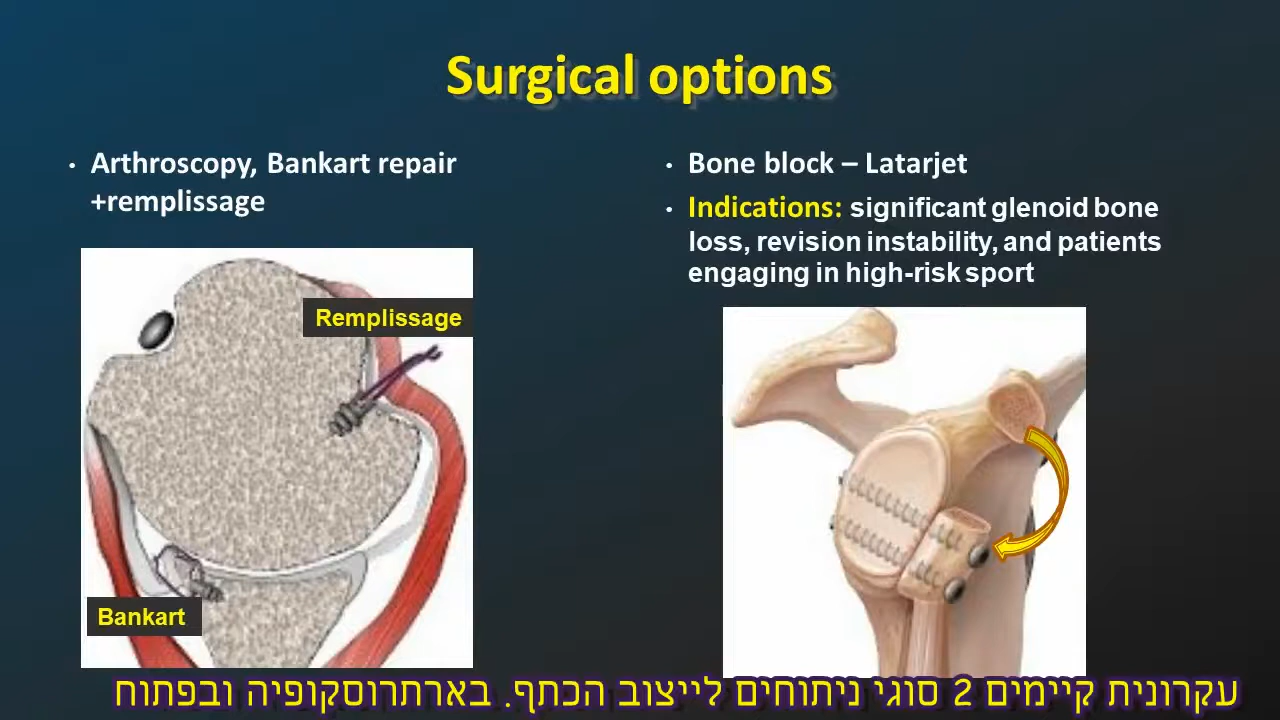 Surgical options
• Arthroscopy, Bankart repair
+remplissage
Remplissage
Bankart
• Bone block – Latarjet
• Indications: significant glenoid bone
loss, revision instability, and patients
engaging in high-risk sport
עקרונית קיימים 2 סוגי ניתוחים לייצוב הכתף. בארתרוסקופיה ובפתוח